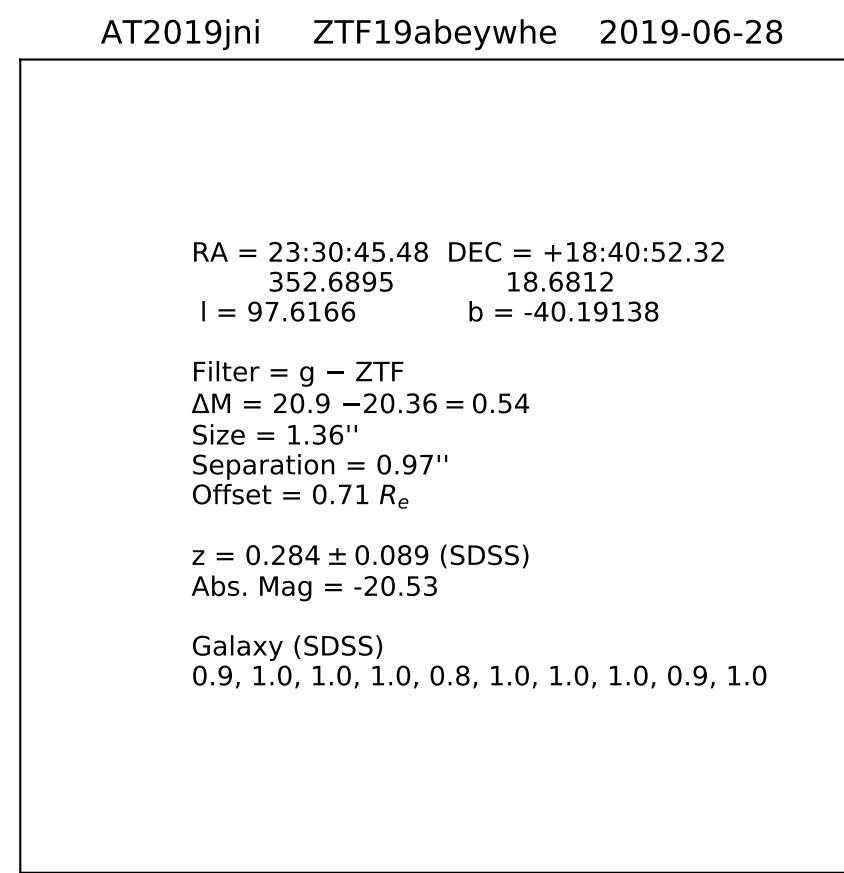 AT2019jni ZTF19abeywhe 2019-06-28
RA = 23:30:45.48 DEC = +18:40:52.32
352.6895 18.6812
l = 97.6166 b = -40.19138
Filter = g − ZTF
ΔM = 20.9 −20.36 = 0.54
Size = 1.36''
Separation = 0.97''
Offset = 0.71 Re
z = 0.284 ± 0.089 (SDSS)
Abs. Mag = -20.53
Galaxy (SDSS)
0.9, 1.0, 1.0, 1.0, 0.8, 1.0, 1.0, 1.0, 0.9, 1.0